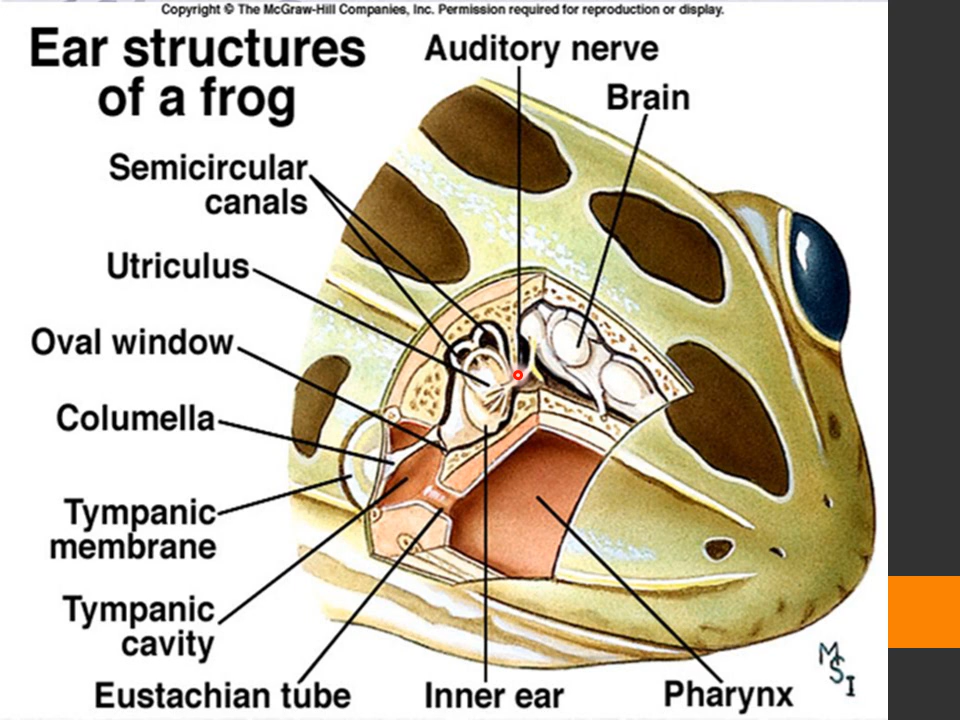 Copyright © The McGraw-Hill Companies, Inc. Permission required for reproduction or display.
Ear structures
of a frog
Auditory nerve
Brain
Semicircular
canals
Utriculus
Oval window
Columella
Tympanic
membrane
Tympanic
cavity
Eustachian tube
Inner ear
Pharynx
MSI